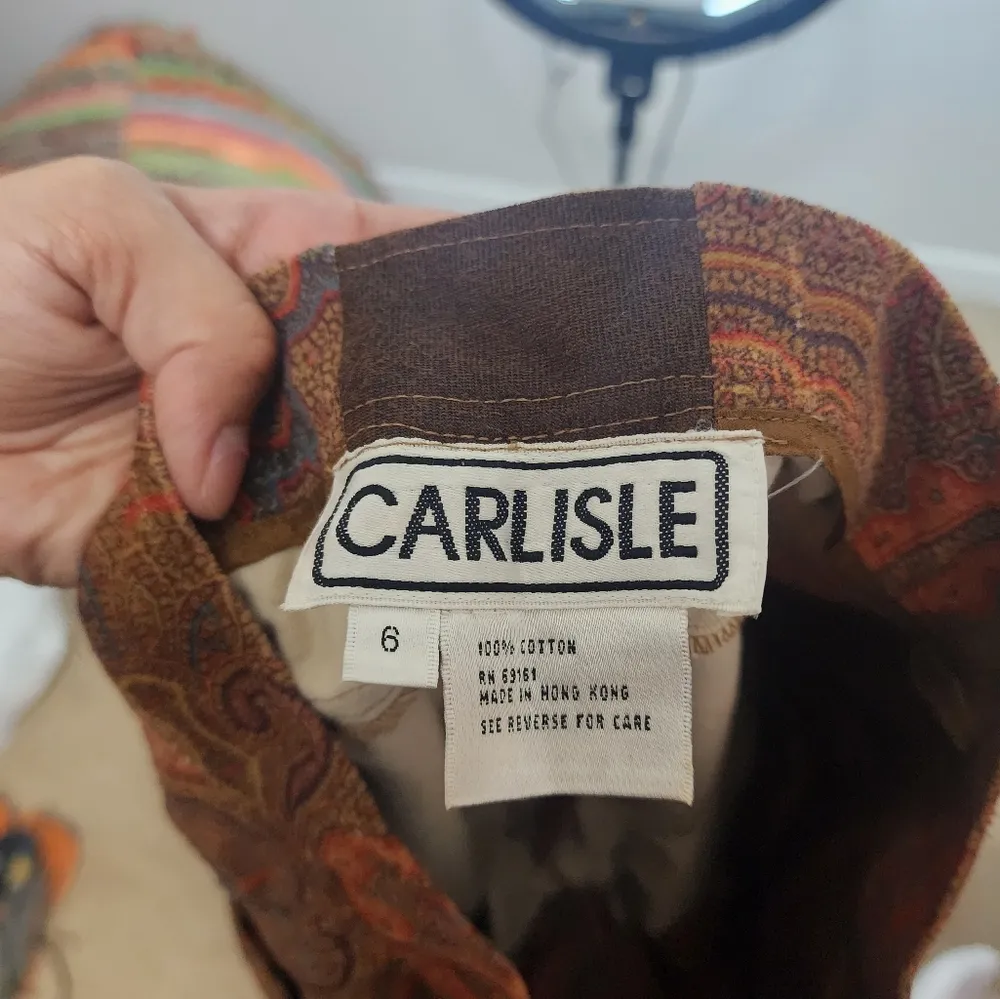 CARLISLE
6
100% COTTON
RN 69161
MADE IN HONG KONG
SEE REVERSE FOR CARE